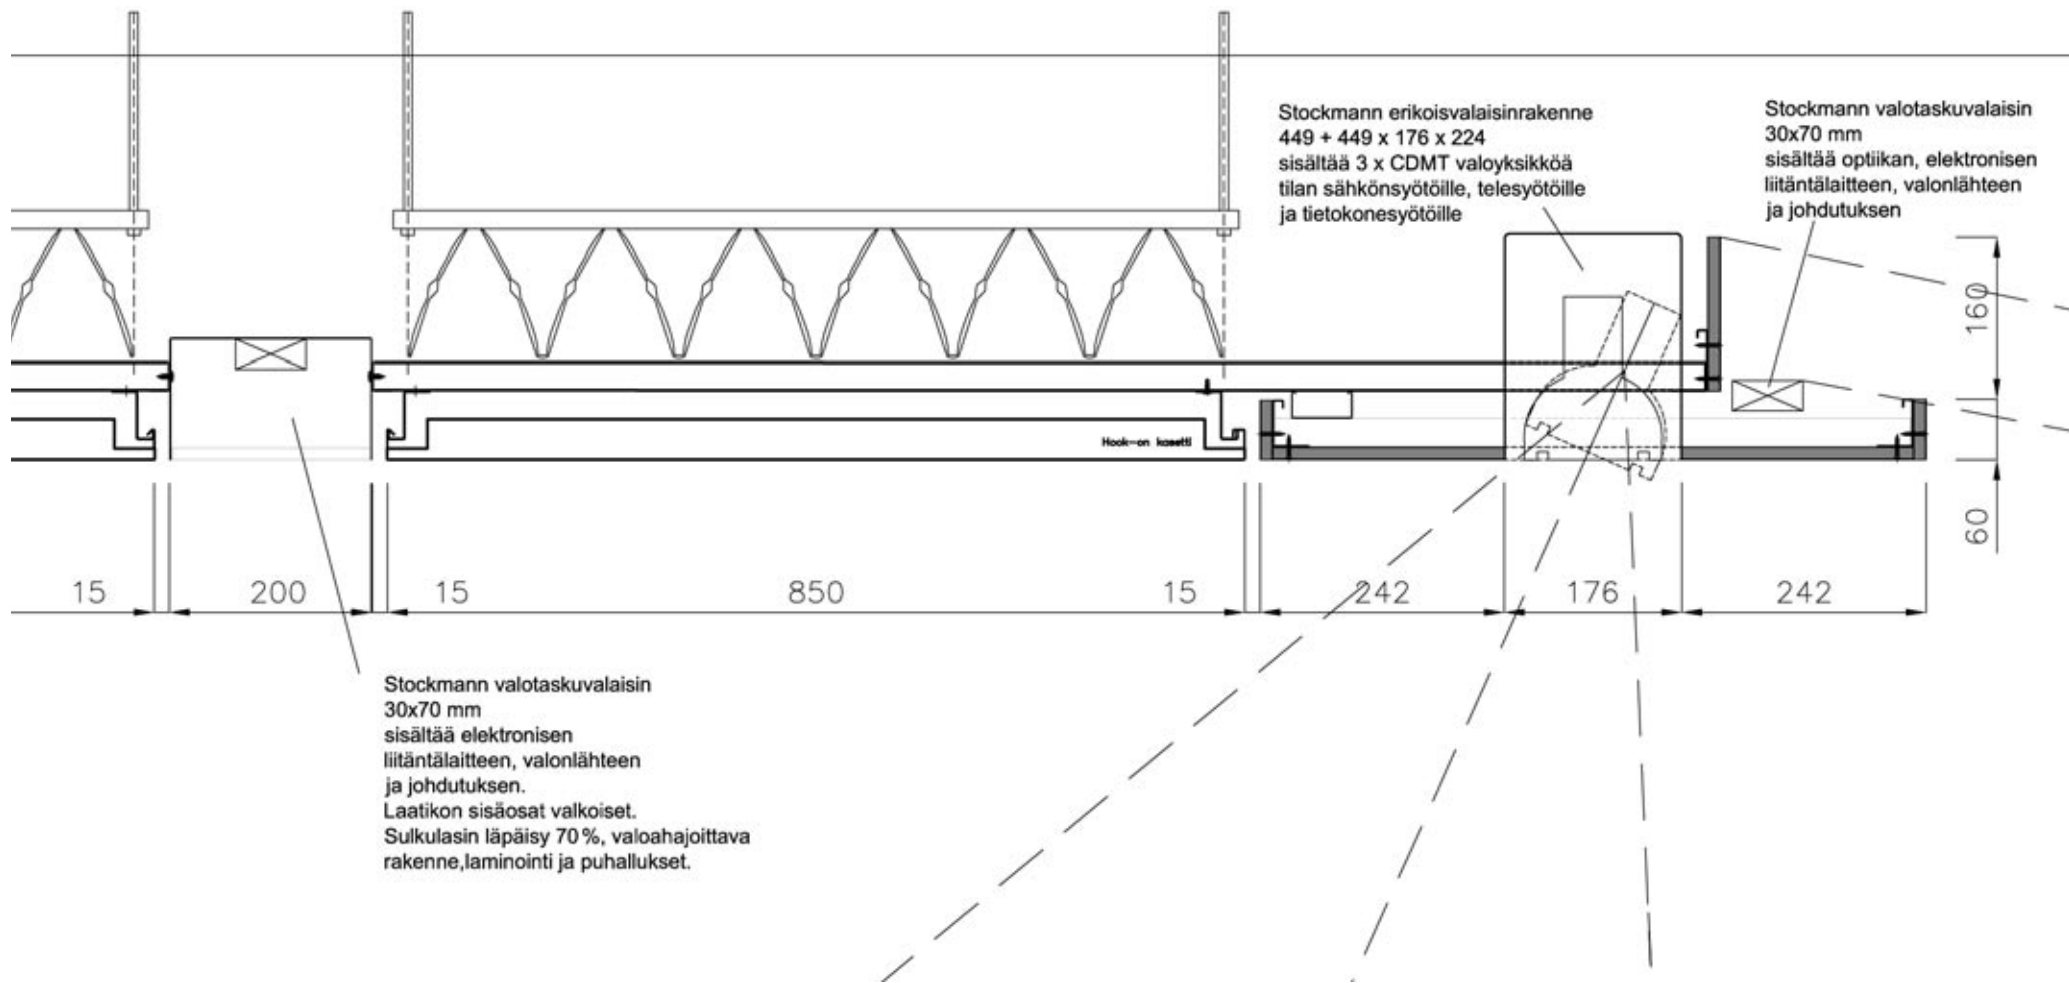 Stockmann erikoisvalaisinrakenne
449 + 449 x 176 x 224
sisältää 3 x CDMT valoyksikköä
tilan sähkönsyötöille, telesyötöille
ja tietokonesyötöille
Stockmann valotaskuvalaisin
30x70 mm
sisältää optiikan, elektronisen
liitäntälaitteen, valonlähteen
ja johdutuksen
160
Hook-on kasetti
60
15
200
15
850
15
242
176
242
Stockmann valotaskuvalaisin
30x70 mm
sisältää elektronisen
liitäntälaitteen, valonlähteen
ja johdutuksen.
Laatikon sisäosat valkoiset.
Sulkulasin läpäisy 70%, valoahajoittava
rakenne,laminointi ja puhallukset.